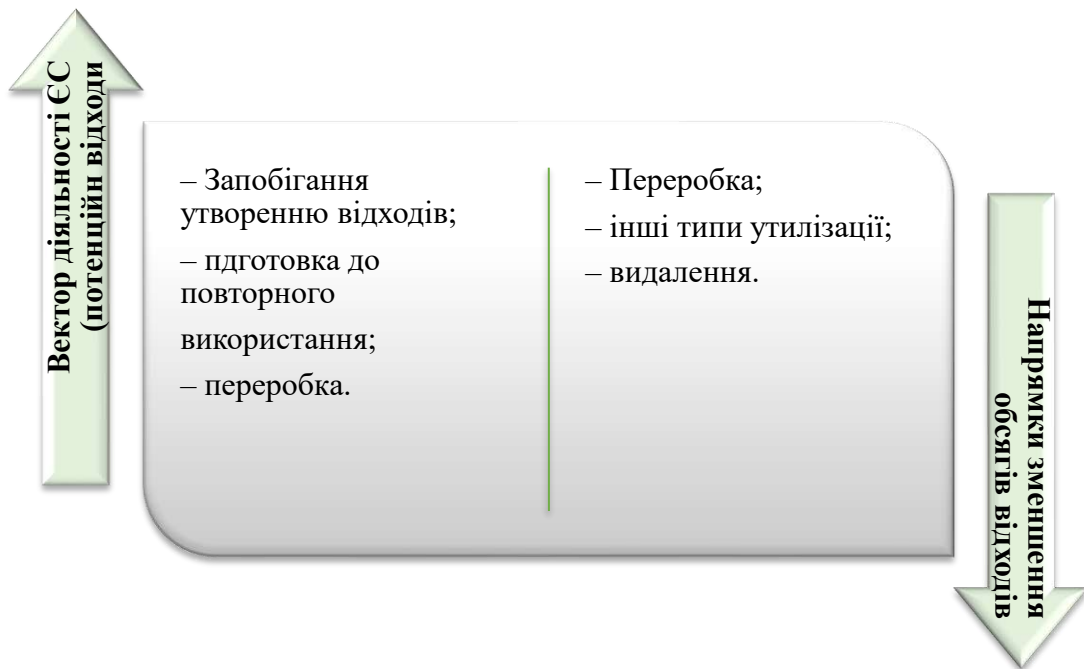 Вектор діяльності ЄС
(потенційн відходи
– Запобігання
утворенню відходів;
– пдготовка до
повторного
використання;
– переробка.
– Переробка;
– інші типи утилізації;
– видалення.
Напрямки зменшення
обсягів відходів